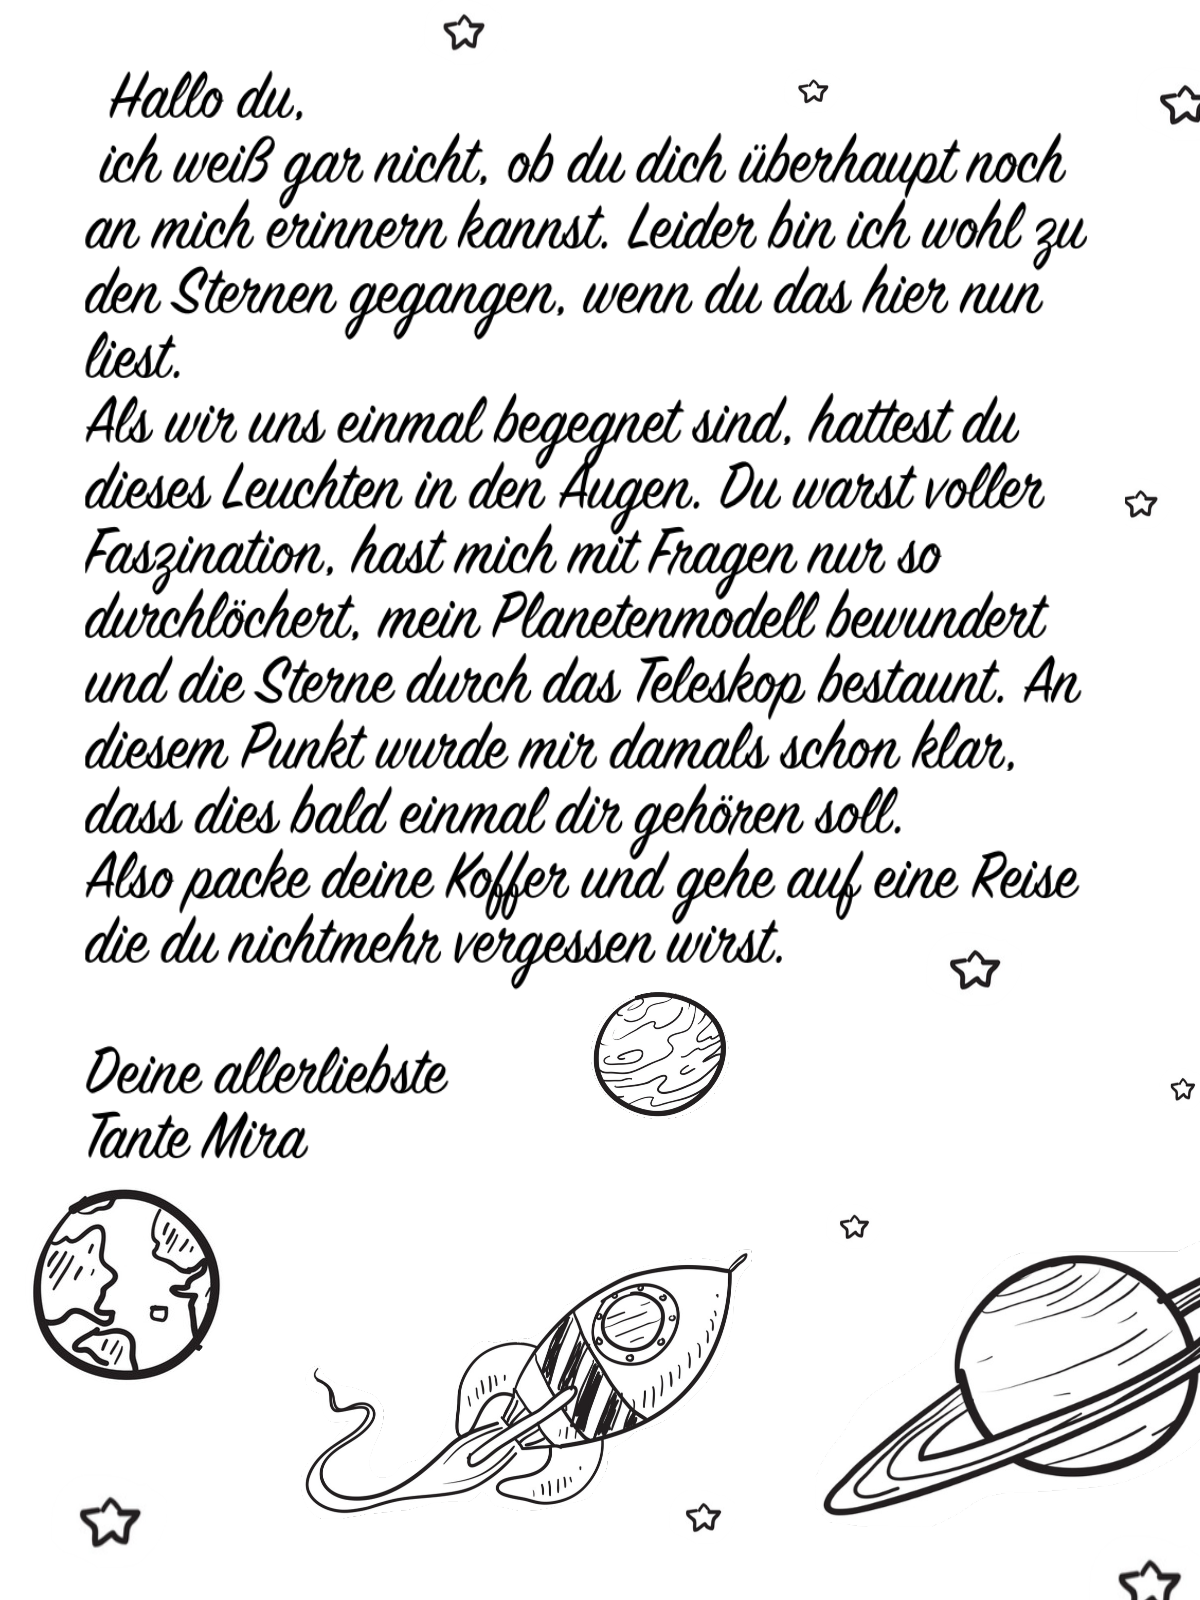 Hallo du,
ich weiß gar nicht, ob du dich überhaupt noch
an mich erinnern kannst. Leider bin ich wohl zu
den Sternen gegangen, wenn du das hier nun
liest.
Als wir uns einmal begegnet sind, hattest du
dieses Leuchten in den Augen. Du warst voller
Faszination, hast mich mit Fragen nur so
durchlöchert, mein Planetenmodell bewundert
und die Sterne durch das Teleskop bestaunt. An
diesem Punkt wurde mir damals schon klar,
dass dies bald einmal dir gehören soll.
Also packe deine Koffer und gehe auf eine Reise
die du nichtmehr vergessen wirst.
Deine allerliebste
Tante Mira